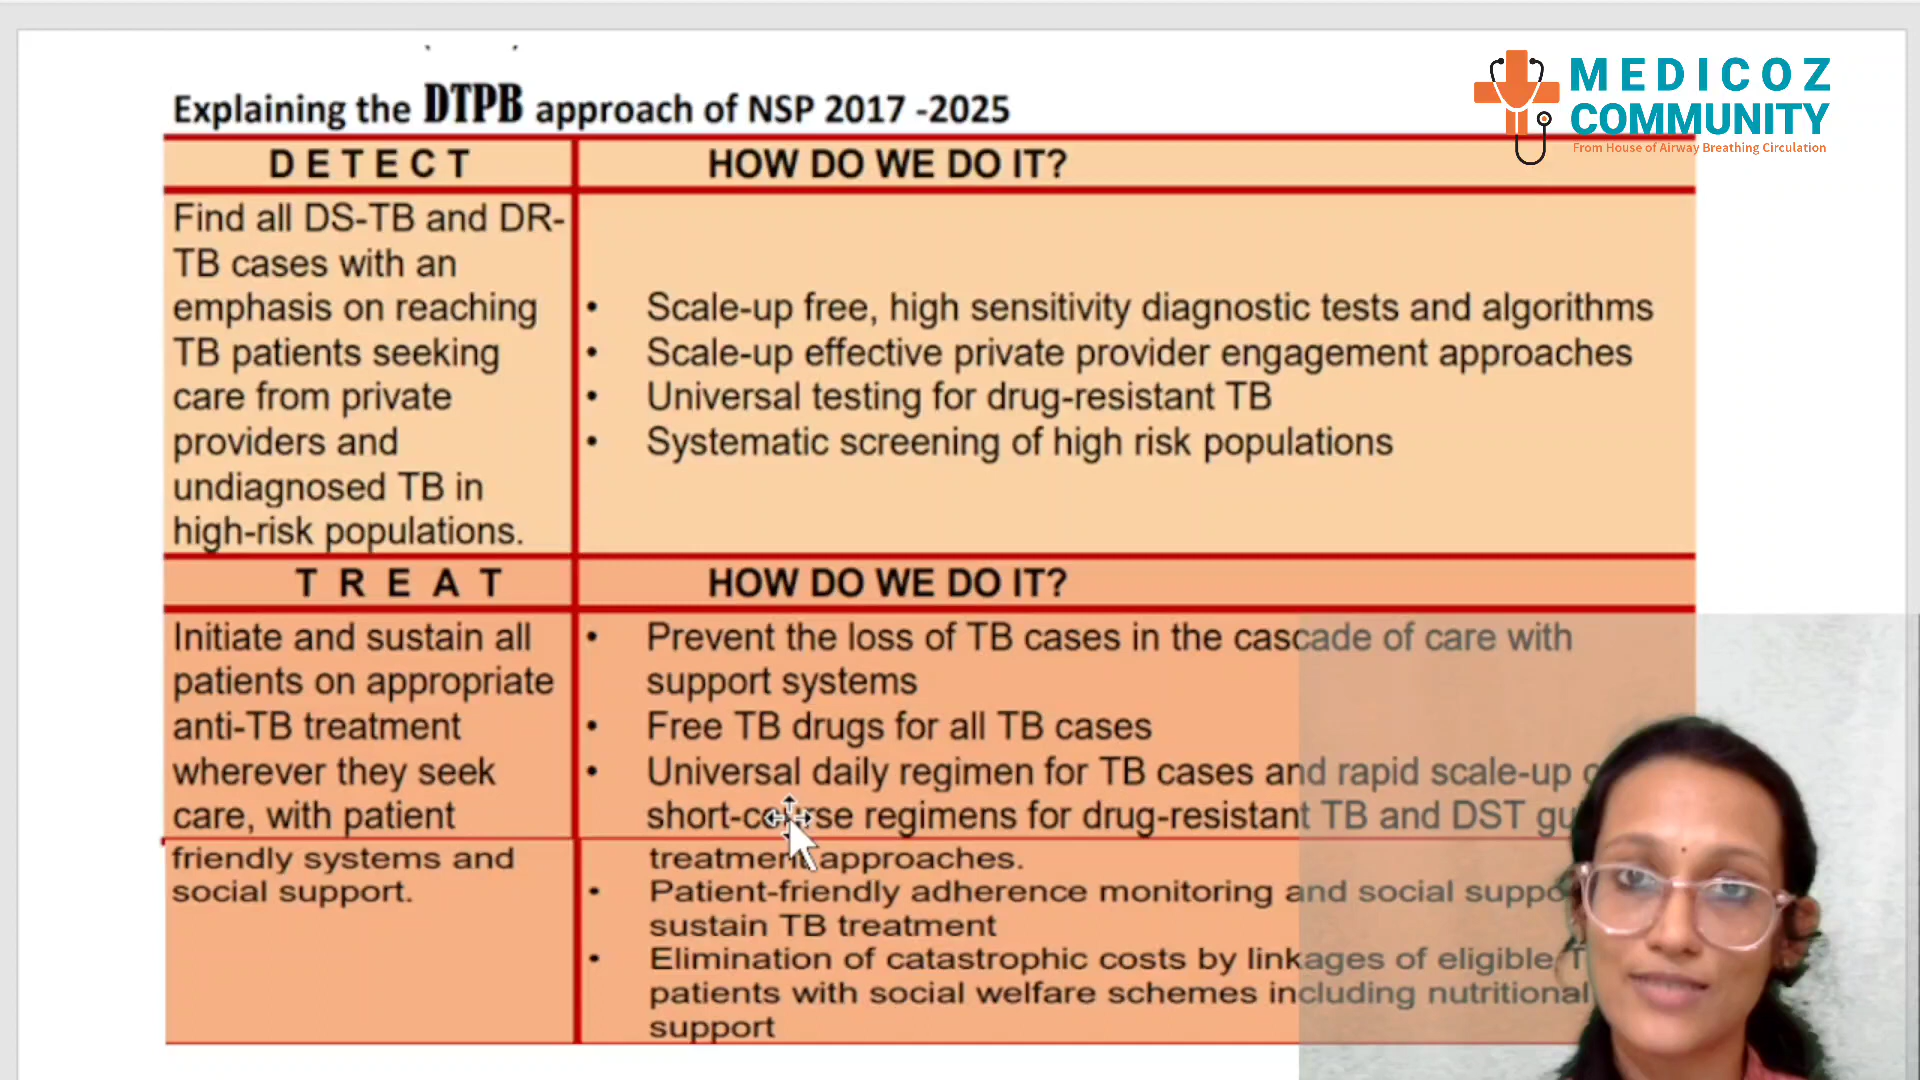 MEDICOZ
COMMUNITY
From House of Airway Breathing Circulation
Explaining the DTPB approach of NSP 2017 -2025
DETECT
HOW DO WE DO IT?
Find all DS-TB and DR-
TB cases with an
emphasis on reaching
TB patients seeking
care from private
providers and
undiagnosed TB in
high-risk populations.
• Scale-up free, high sensitivity diagnostic tests and algorithms
• Scale-up effective private provider engagement approaches
• Universal testing for drug-resistant TB
• Systematic screening of high risk populations
TREAT
HOW DO WE DO IT?
Initiate and sustain all
patients on appropriate
anti-TB treatment
wherever they seek
care, with patient
friendly systems and
social support.
• Prevent the loss of TB cases in the cascade of care with
support systems
• Free TB drugs for all TB cases
• Universal daily regimen for TB cases and rapid scale-up
short-course regimens for drug-resistant TB and DST
treatment approaches.
• Patient-friendly adherence monitoring and social
sustain TB treatment
• Elimination of catastrophic costs by linkages of eligible
patients with social welfare schemes including nutritional
support